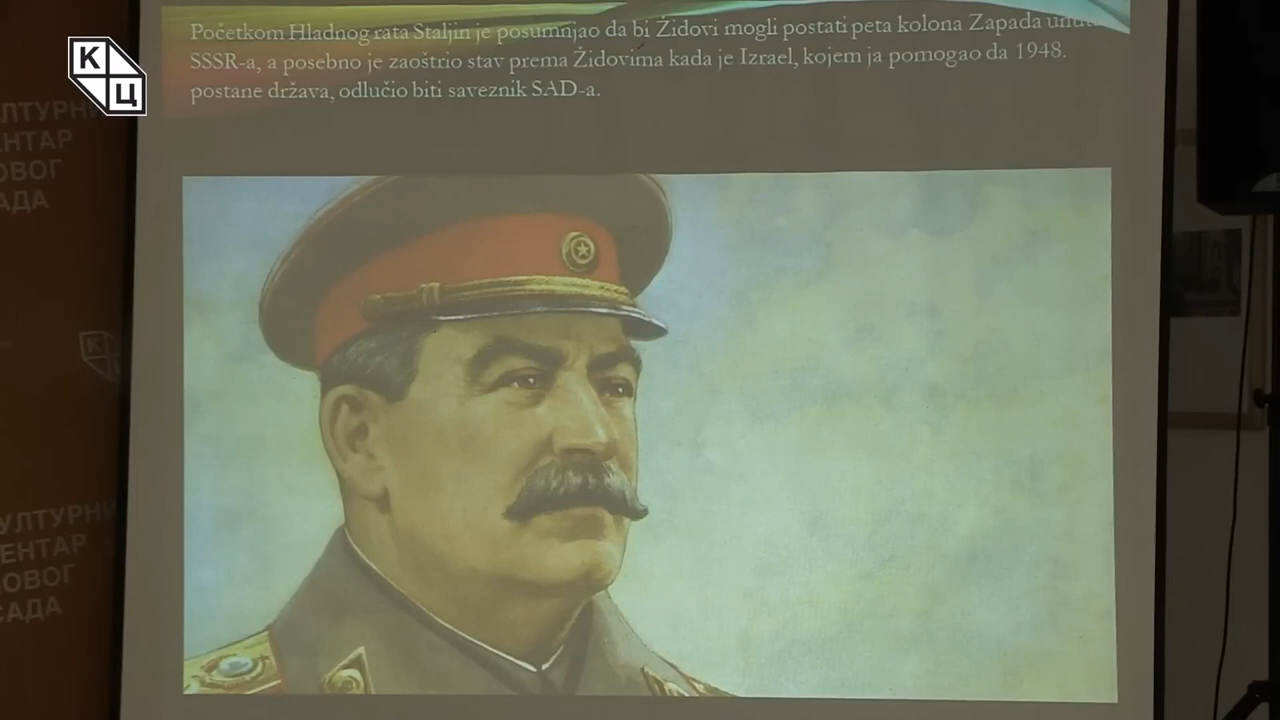 Početkom Hladnog rata Staljin je posumnjao da bi Židovi mogli postati peta kolona Zapada
SSSR-a, a posebno je zaoštrio stav prema Židovima kada je Izrael, kojem ja pomogao da 1948.
postane država, odlučio biti saveznik SAD-a.
К
Ц
ЛТУРНИ
ЕНТАР
ОВОГ
АДА
К
УЛТУРНИ
ЕНТАР
ОВОГ
САДА